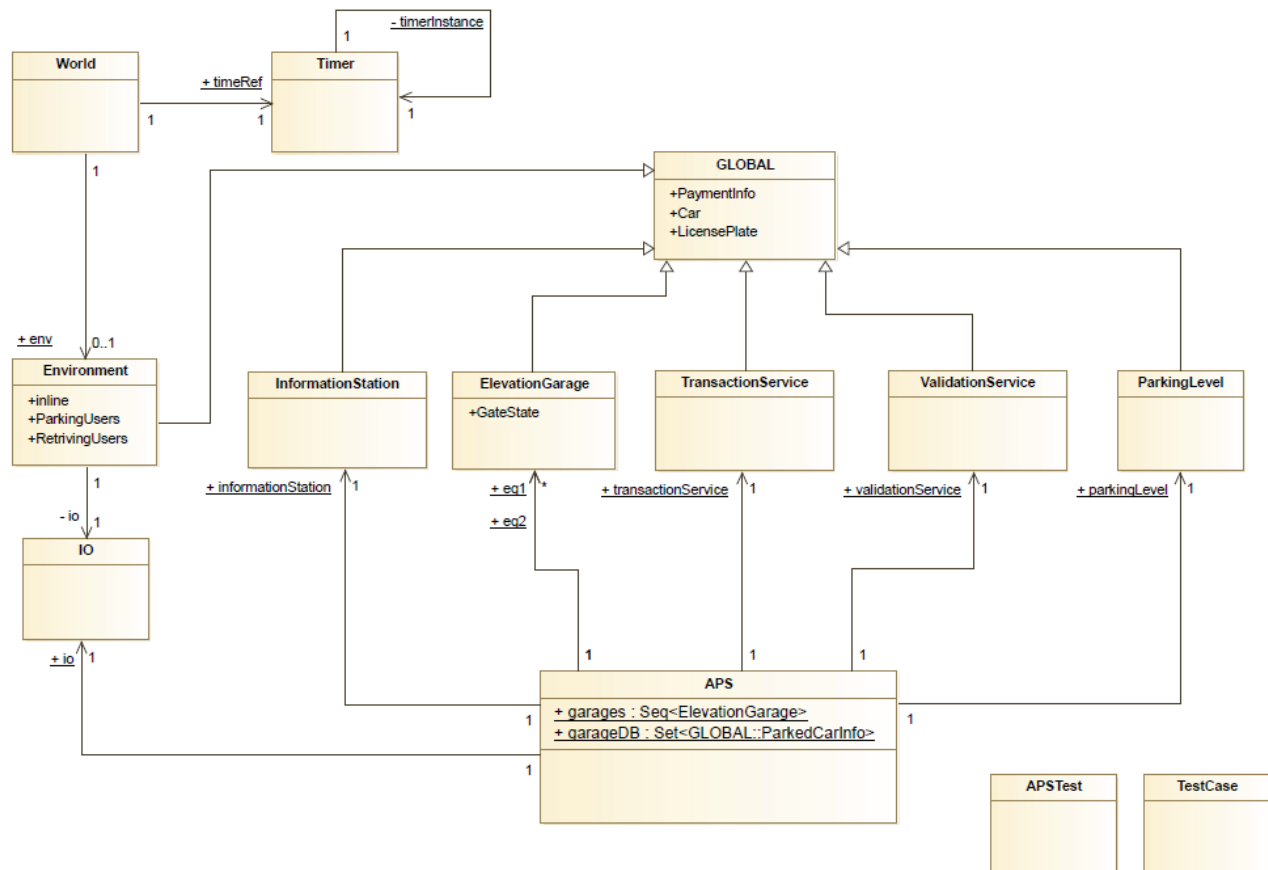 - timerInstance
1
World
Timer
+ timeRef
1
1
1
1
GLOBAL
+PaymentInfo
+Car
+LicensePlate
+ env
0..1
Environment
+inline
+ParkingUsers
+RetrivingUsers
InformationStation
ElevationGarage
+GateState
TransactionService
ValidationService
ParkingLevel
+ informationStation
1
+ eg1
*
+ eg2
+ transactionService
1
+ validationService
1
+ parkingLevel
1
1
- io
1
IO
+ io
1
1
1
1
APS
+ garages : Seq<ElevationGarage>
+ garageDB : Set<GLOBAL::ParkedCarInfo>
1
1
1
APSTest
TestCase